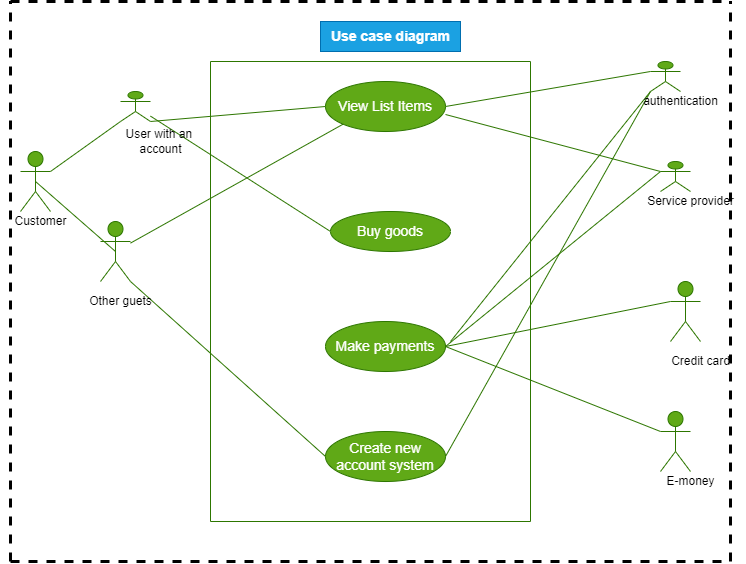 Use case diagram
View List Items
authentication
User with an
account
Service provider
Customer
Buy goods
Other guets
Make payments
Credit card
Create new
account system
E-money